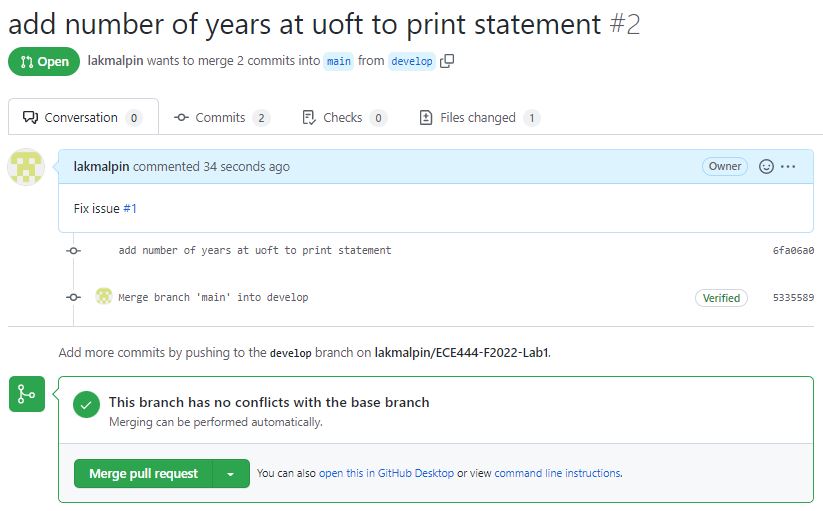 add number of years at uoft to print statement #2
Open lakmalpin wants to merge 2 commits into main from develop
Conversation 0 Commits 2 Checks 0 Files changed 1
lakmalpin commented 34 seconds ago Owner
Fix issue #1
add number of years at uoft to print statement 6fa06a0
Merge branch 'main' into develop Verified 5335589
Add more commits by pushing to the develop branch on lakmalpin/ECE444-F2022-Lab1.
This branch has no conflicts with the base branch
Merging can be performed automatically.
Merge pull request You can also open this in GitHub Desktop or view command line instructions.